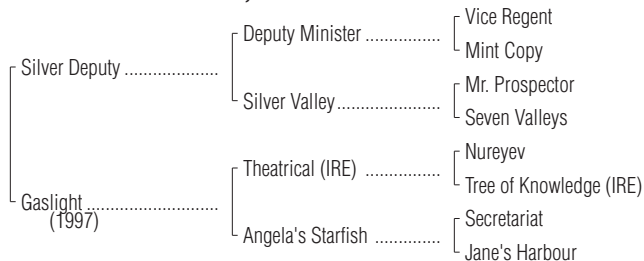 Vice Regent
Deputy Minister ..................
Mint Copy
Silver Deputy ...................
Mr. Prospector
Silver Valley.....................
Seven Valleys
Nureyev
Theatrical (IRE) ...............
Tree of Knowledge (IRE)
Gaslight ...........................
(1997)
Secretariat
Angela's Starfish .............
Jane's Harbour